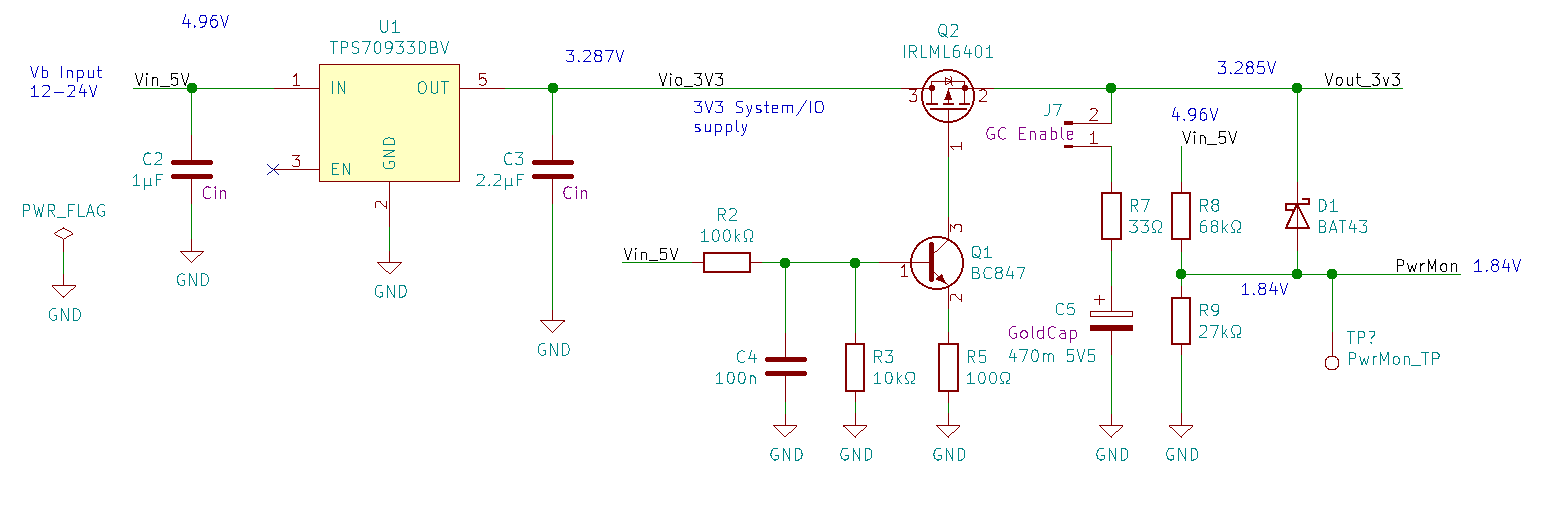 4.96V
U1
TPS70933DBV
Vb Input
12-24V
Vin_5V
1
IN
OUT
5
3.287V
Vio_3V3
3V3 System/IO
supply
Q2
IRLML6401
3
2
1
3.285V
Vout_3v3
J7
GC Enable
2
1
4.96V
Vin_5V
C2
1µF
Cin
3
EN
GND
2
C3
2.2µF
Cin
PWR_FLAG
GND
GND
GND
GND
R2
100kΩ
Vin_5V
3
1
Q1
BC847
2
R7
33Ω
R8
68kΩ
D1
BAT43
PwrMon
1.84V
1.84V
C5
+
GoldCap
470m 5V5
R9
27kΩ
TP?
PwrMon_TP
C4
100n
R3
10kΩ
R5
100Ω
GND
GND
GND
GND
GND